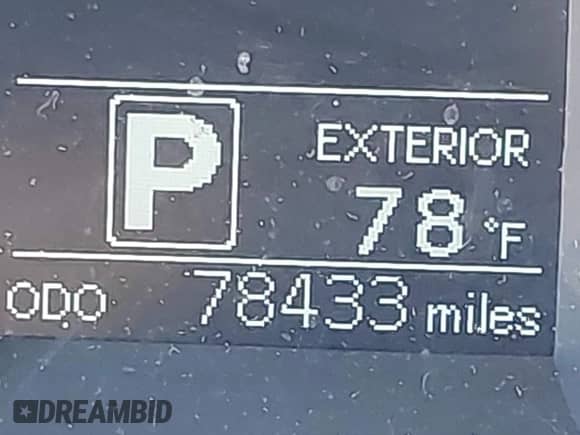 P
EXTERIOR
78 °F
ODO 78433 miles
DREAMBID